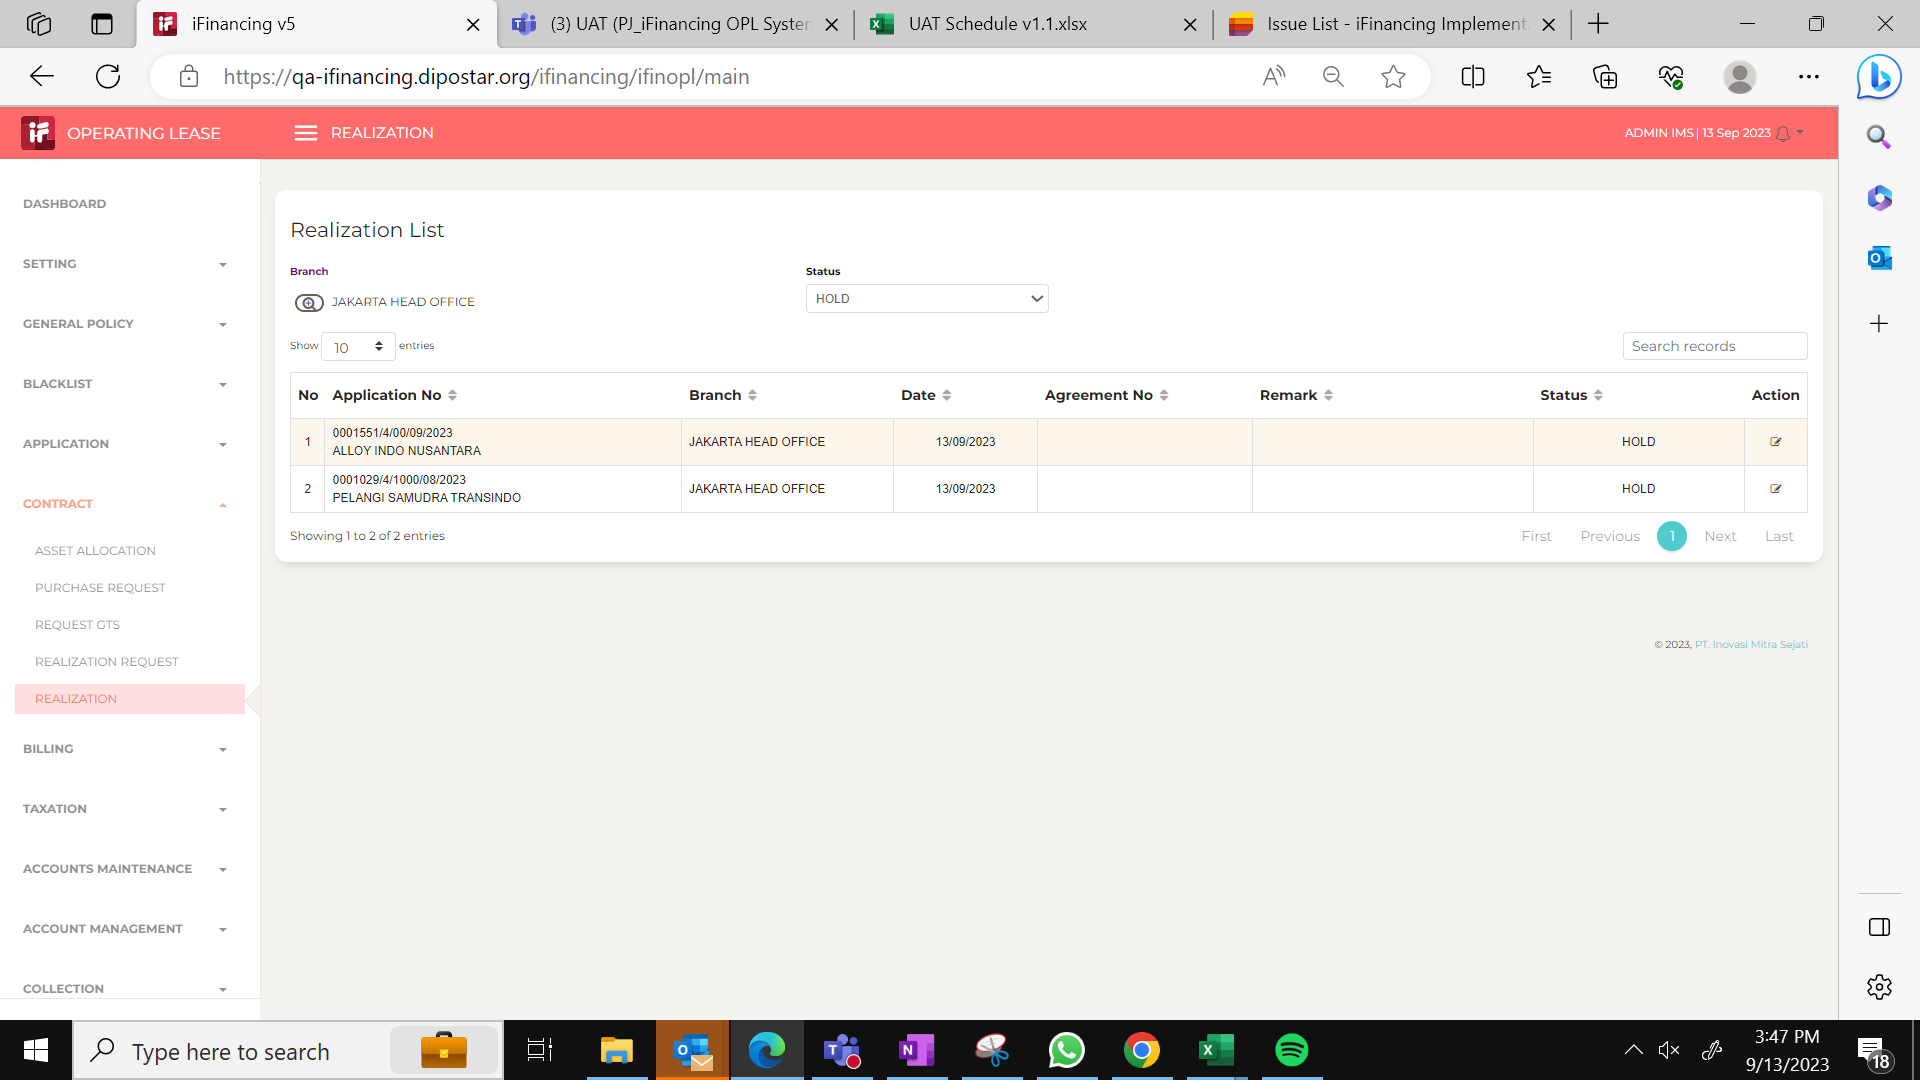 iFinancing v5
(3) UAT (PJ_iFinancing OPL System
UAT Schedule v1.1.xlsx
Issue List - iFinancing Implement
https://qa-ifinancing.dipostar.org/ifinancing/ifinopl/main
iF OPERATING LEASE
REALIZATION
ADMIN IMS | 13 Sep 2023
DASHBOARD
SETTING
GENERAL POLICY
BLACKLIST
APPLICATION
CONTRACT
ASSET ALLOCATION
PURCHASE REQUEST
REQUEST GTS
REALIZATION REQUEST
REALIZATION
BILLING
TAXATION
ACCOUNTS MAINTENANCE
ACCOUNT MANAGEMENT
COLLECTION
Realization List
Branch
JAKARTA HEAD OFFICE
Status
HOLD
Show 10 entries
Search records
No Application No Branch Date Agreement No Remark Status Action
1 0001551/4/00/09/2023 JAKARTA HEAD OFFICE 13/09/2023 HOLD
ALLOY INDO NUSANTARA
2 0001029/4/1000/08/2023 JAKARTA HEAD OFFICE 13/09/2023 HOLD
PELANGI SAMUDRA TRANSINDO
Showing 1 to 2 of 2 entries
First Previous 1 Next Last
© 2023, PT. Inovasi Mitra Sejati
Type here to search
3:47 PM
9/13/2023
18